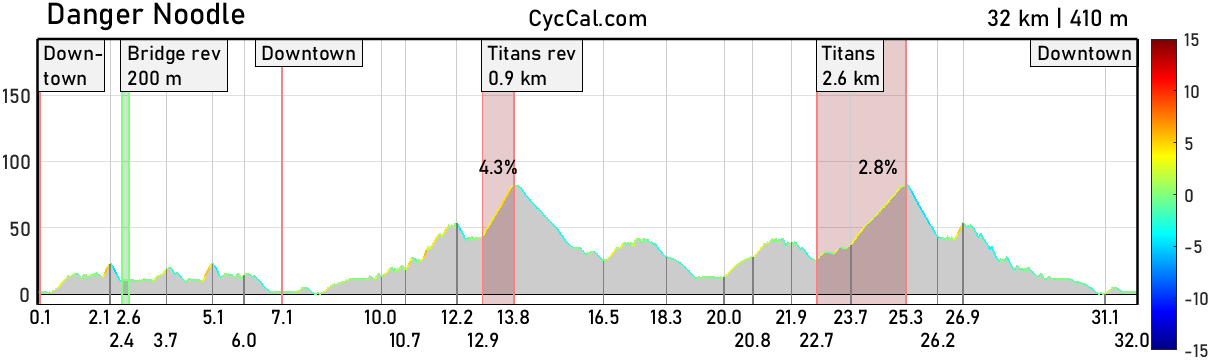 Danger Noodle
CycCal.com
32 km | 410 m
Down-
town
Bridge rev
200 m
Downtown
Titans rev
0.9 km
Titans
2.6 km
Downtown
4.3%
2.8%
150
100
50
0
0.1 2.1 2.6 5.1 7.1 10.0 12.2 13.8 16.5 18.3 20.0 21.9 23.7 25.3 26.9 31.1
2.4 3.7 6.0 10.7 12.9 20.8 22.7 26.2 32.0
15
10
5
0
-5
-10
-15